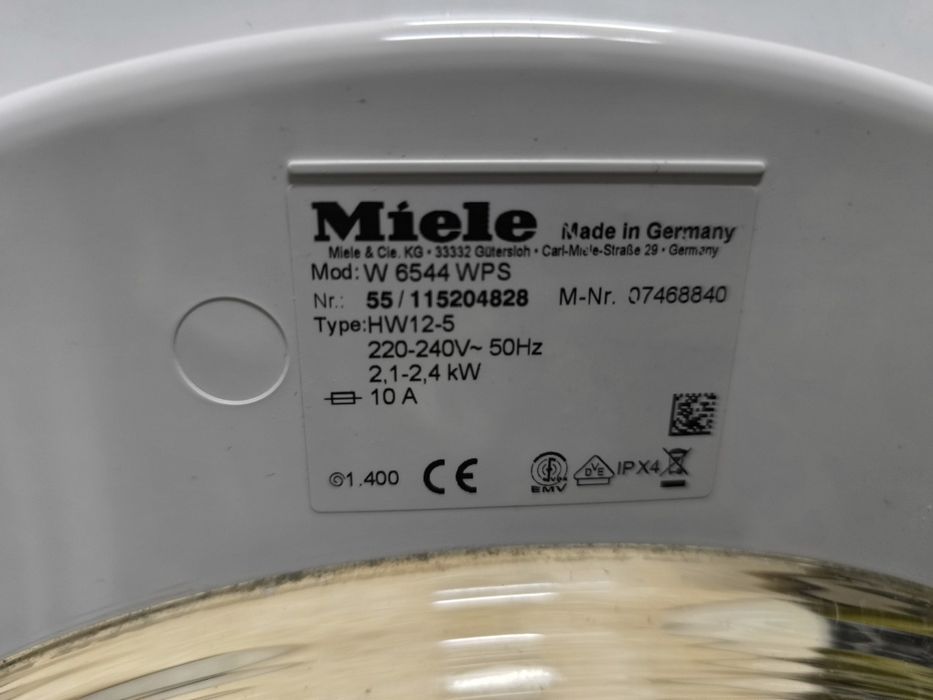 Miele Made in Germany
Miele & Cie. KG • 33332 Gütersloh • Carl-Miele-Straße 29 • Germany
Mod: W 6544 WPS
Nr.: 55 / 115204828 M-Nr. 07468840
Type: HW12-5
220-240V~ 50Hz
2,1-2,4 kW
10 A
1.400 CE EMV DVE IPX4